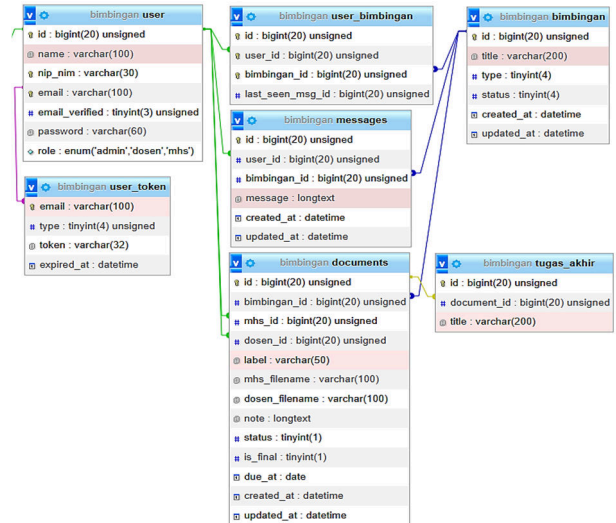 bimbingan user
id : bigint(20) unsigned
name : varchar(100)
nip_nim : varchar(30)
email : varchar(100)
email_verified : tinyint(3) unsigned
password : varchar(60)
role : enum('admin','dosen','mhs')
bimbingan user_token
email : varchar(100)
type : tinyint(4) unsigned
token : varchar(32)
expired_at : datetime
bimbingan user_bimbingan
id : bigint(20) unsigned
user_id : bigint(20) unsigned
bimbingan_id : bigint(20) unsigned
last_seen_msg_id : bigint(20) unsigned
bimbingan messages
id : bigint(20) unsigned
user_id : bigint(20) unsigned
bimbingan_id : bigint(20) unsigned
message : longtext
created_at : datetime
updated_at : datetime
bimbingan documents
id : bigint(20) unsigned
bimbingan_id : bigint(20) unsigned
mhs_id : bigint(20) unsigned
dosen_id : bigint(20) unsigned
label : varchar(50)
mhs_filename : varchar(100)
dosen_filename : varchar(100)
note : longtext
status : tinyint(1)
is_final : tinyint(1)
due_at : date
created_at : datetime
updated_at : datetime
bimbingan bimbingan
id : bigint(20) unsigned
title : varchar(200)
type : tinyint(4)
status : tinyint(4)
created_at : datetime
updated_at : datetime
bimbingan tugas_akhir
id : bigint(20) unsigned
document_id : bigint(20) unsigned
title : varchar(200)